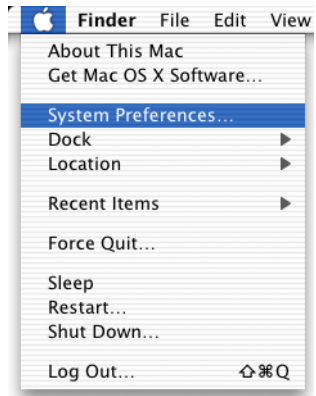 Finder File Edit View
About This Mac
Get Mac OS X Software...
System Preferences...
Dock
Location
Recent Items
Force Quit...
Sleep
Restart...
Shut Down...
Log Out... ⇧⌘Q